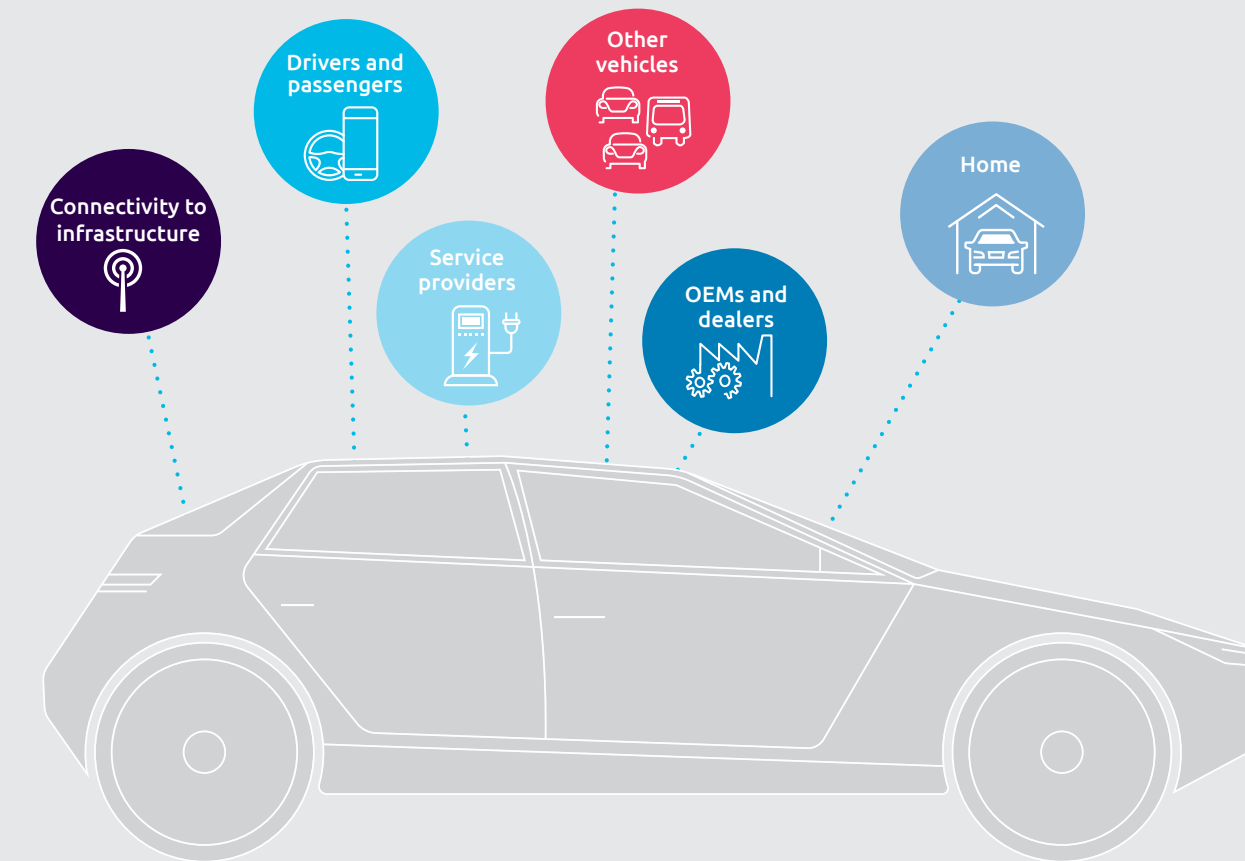 Connectivity to
infrastructure
Drivers and
passengers
Service
providers
Other
vehicles
OEMs and
dealers
Home